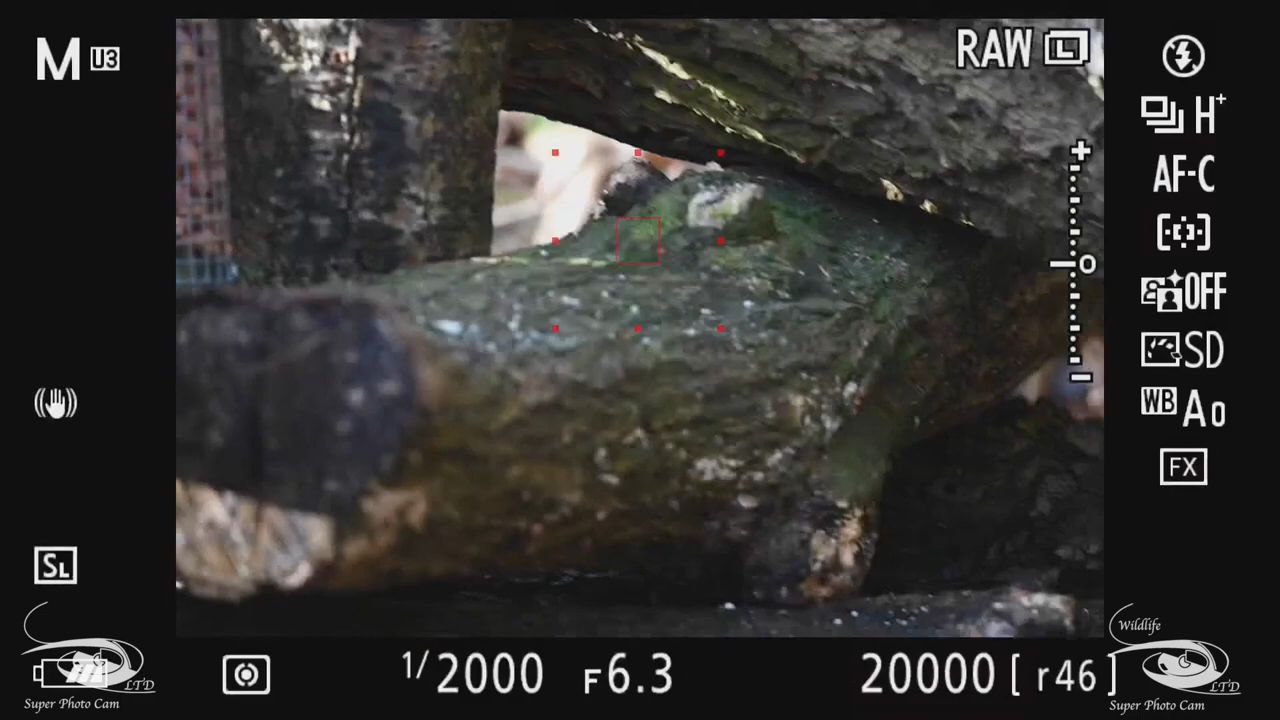 M U3
RAW L
H+
AF-C
OFF
SD
WB A0
FX
SL
1/2000 F6.3 20000 [r46]
LTD
Super Photo Cam
Wildlife
LTD
Super Photo Cam